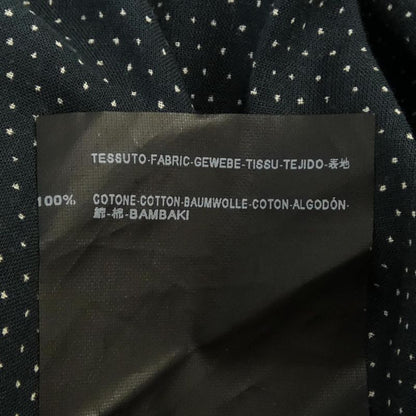 TESSUTO-FABRIC-GEWEBE-TISSU-TEJIDO-表地
100% COTONE-COTTON-BAUMWOLLE-COTON-ALGODÓN-
綿-棉-BAMBAKI